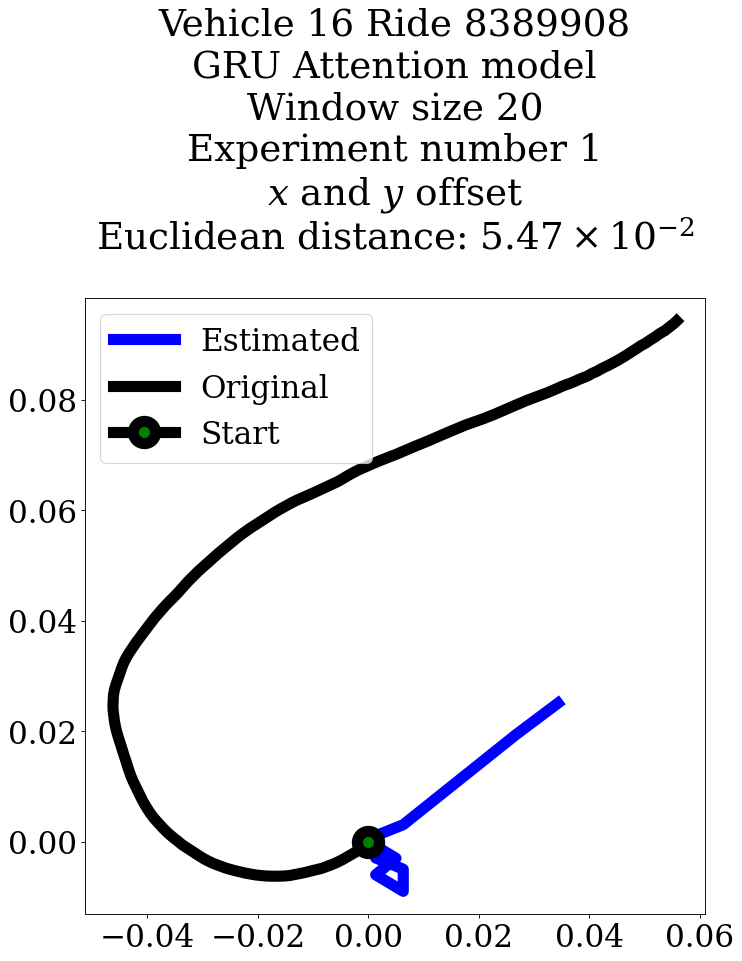 Vehicle 16 Ride 8389908
GRU Attention model
Window size 20
Experiment number 1
x and y offset
Euclidean distance: 5.47 × 10⁻²
Estimated
Original
Start
0.08
0.06
0.04
0.02
0.00
−0.04 −0.02 0.00 0.02 0.04 0.06